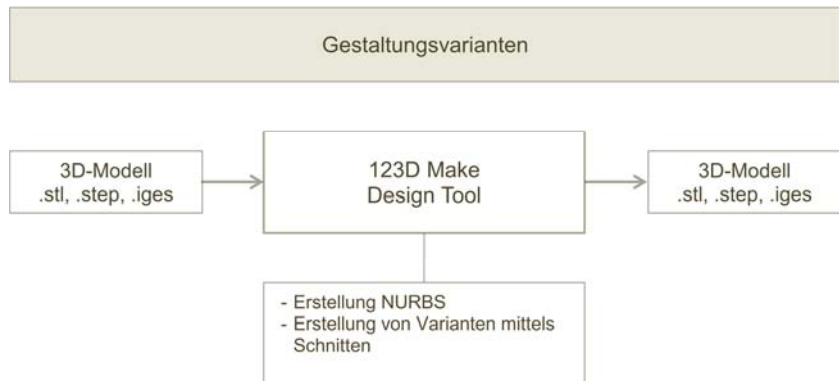 Gestaltungsvarianten
3D-Modell
.stl, .step, .iges
123D Make
Design Tool
3D-Modell
.stl, .step, .iges
- Erstellung NURBS
- Erstellung von Varianten mittels
Schnitten